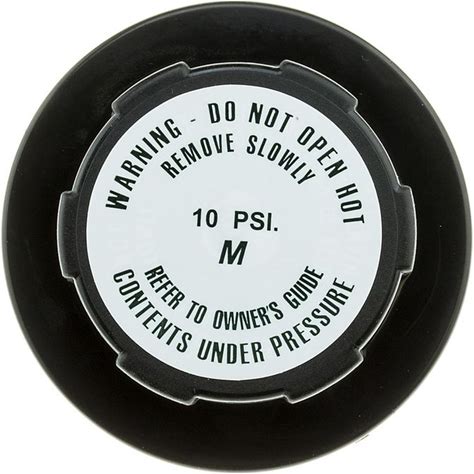 WARNING - DO NOT OPEN HOT
REMOVE SLOWLY
10 PSI.
M
REFER TO OWNER'S GUIDE
CONTENTS UNDER PRESSURE